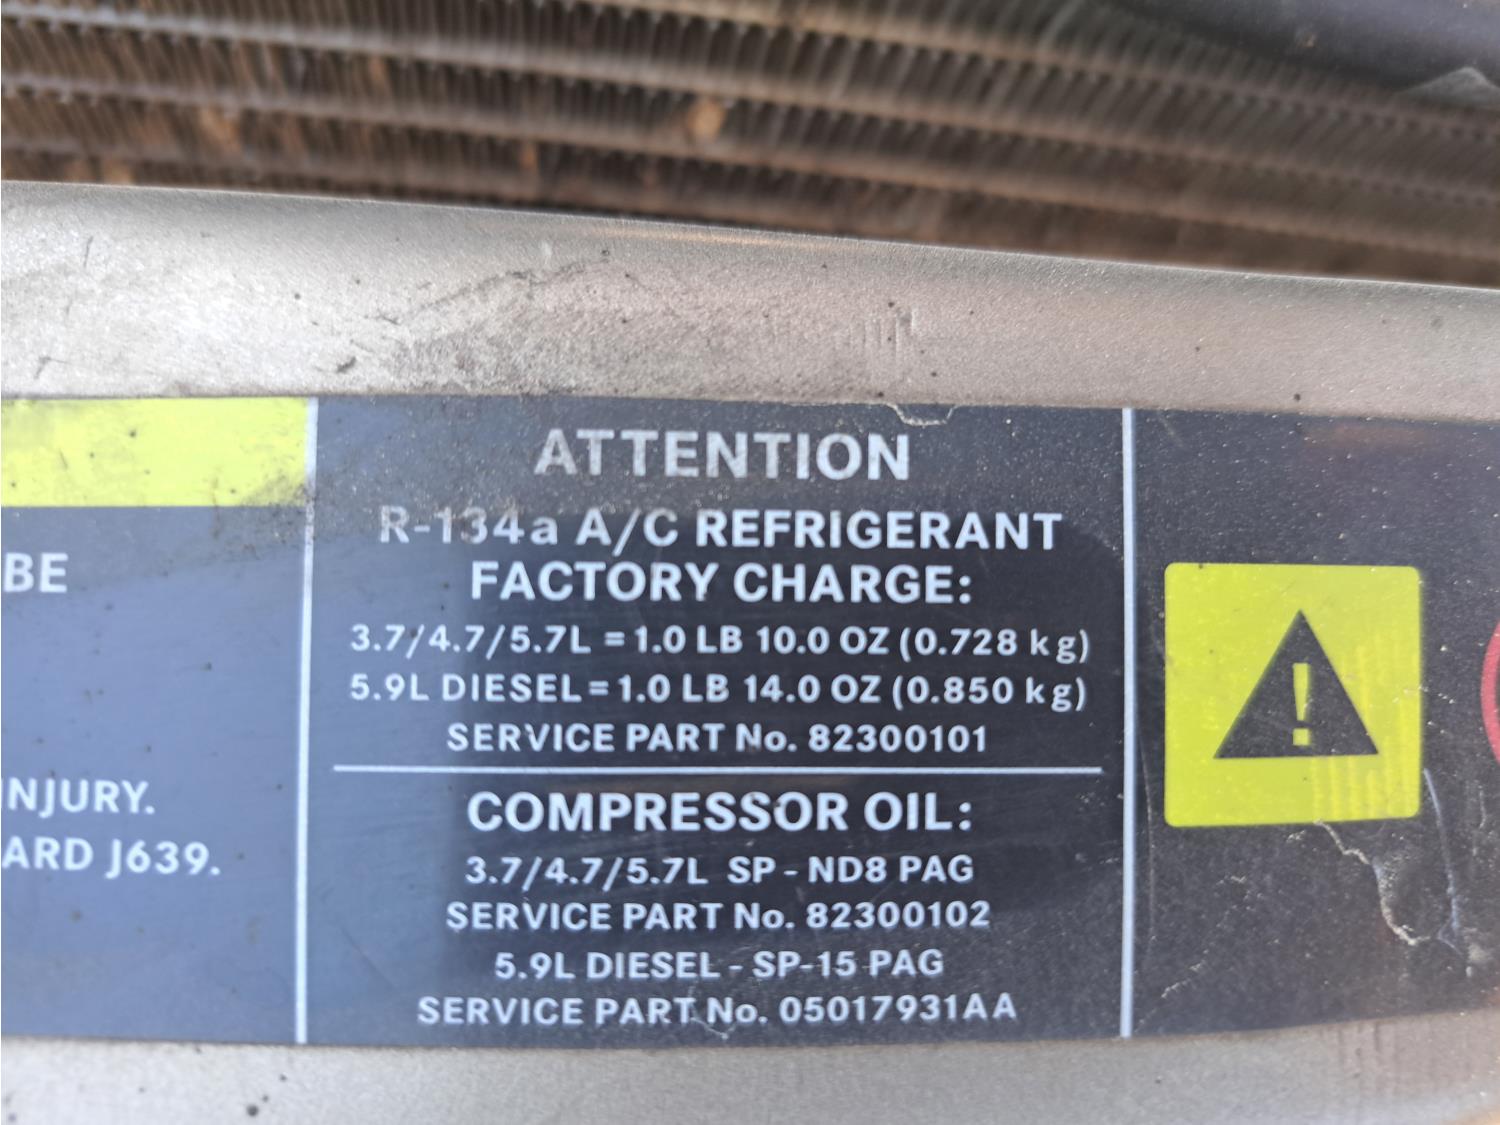 BE
NJURY.
ARD J639.
ATTENTION
R-134a A/C REFRIGERANT
FACTORY CHARGE:
3.7/4.7/5.7L = 1.0 LB 10.0 OZ (0.728 kg)
5.9L DIESEL = 1.0 LB 14.0 OZ (0.850 kg)
SERVICE PART No. 82300101
COMPRESSOR OIL:
3.7/4.7/5.7L SP - ND8 PAG
SERVICE PART No. 82300102
5.9L DIESEL - SP-15 PAG
SERVICE PART No. 05017931AA
!